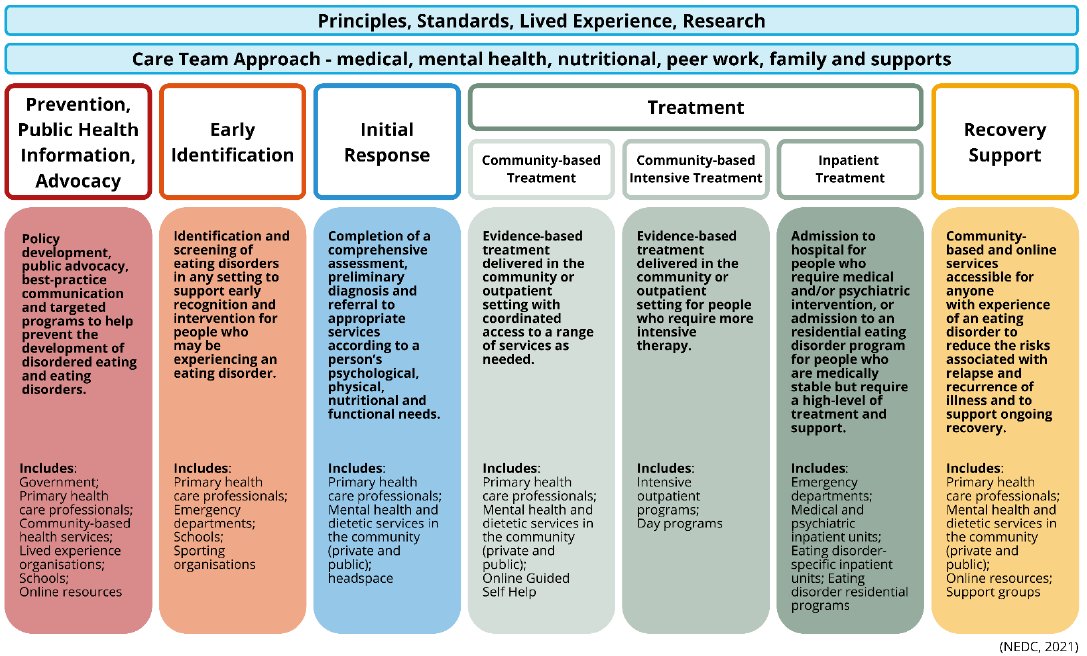 Principles, Standards, Lived Experience, Research
Care Team Approach - medical, mental health, nutritional, peer work, family and supports
Prevention,
Public Health
Information,
Advocacy
Early
Identification
Initial
Response
Treatment
Community-based
Treatment
Community-based
Intensive Treatment
Inpatient
Treatment
Recovery
Support
Policy
development,
public advocacy,
best-practice
communication
and targeted
programs to help
prevent the
development of
disordered eating
and eating
disorders.
Includes:
Government;
Primary health
care professionals;
Community-based
health services;
Lived experience
organisations;
Schools;
Online resources
Identification and
screening of
eating disorders
in any setting to
support early
recognition and
intervention for
people who
may be
experiencing an
eating disorder.
Includes:
Primary health
care professionals;
Emergency
departments;
Schools;
Sporting
organisations
Completion of a
comprehensive
assessment,
preliminary
diagnosis and
referral to
appropriate
services
according to a
person's
psychological,
physical,
nutritional and
functional needs.
Includes:
Primary health
care professionals;
Mental health and
dietetic services in
the community
(private and
public);
headspace
Evidence-based
treatment
delivered in the
community or
outpatient
setting with
coordinated
access to a range
of services as
needed.
Includes:
Primary health
care professionals;
Mental health and
dietetic services in
the community
(private and
public);
Online Guided
Self Help
Evidence-based
treatment
delivered in the
community or
outpatient
setting for people
who require more
intensive
therapy.
Includes:
Intensive
outpatient
programs;
Day programs
Admission to
hospital for
people who
require medical
and/or psychiatric
intervention, or
admission to an
residential eating
disorder program
for people who
are medically
stable but require
a high-level of
treatment and
support.
Includes:
Emergency
departments;
Medical and
psychiatric
inpatient units;
Eating disorder-
specific inpatient
units; Eating
disorder residential
programs
Community-
based and online
services
accessible for
anyone
with experience
of an eating
disorder to
reduce the risks
associated with
relapse and
recurrence of
illness and to
support ongoing
recovery.
Includes:
Primary health
care professionals;
Mental health and
dietetic services in
the community
(private and
public);
Online resources;
Support groups
(NEDC, 2021)